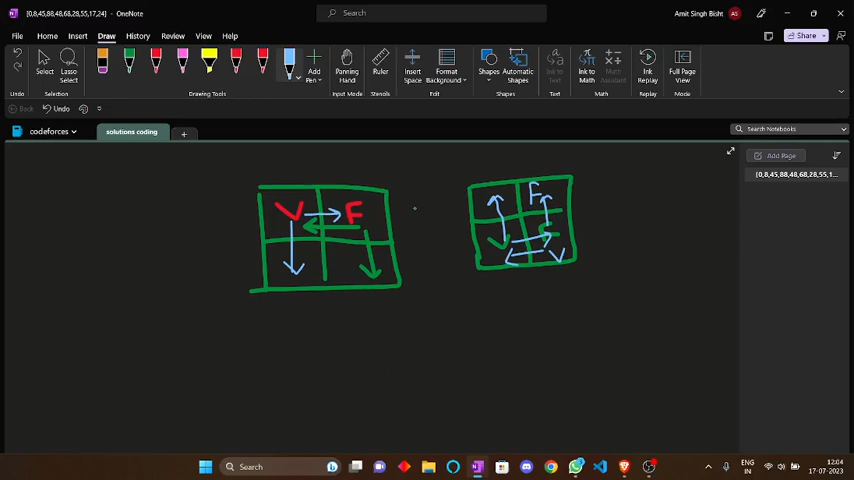 [0,8,45,88,48,68,28,55,17,24] - OneNote
Search
Amit Singh Bisht
AS
File
Home
Insert
Draw
History
Review
View
Help
Share
Select
Lasso
Select
Add
Pen
Panning
Hand
Ruler
Insert
Space
Format
Background
Shapes
Automatic
Shapes
Ink to
Text
Ink to
Math
Math
Assistant
Ink
Replay
Full Page
View
Undo
Selection
Drawing Tools
Input Mode
Stencils
Edit
Shapes
Text
Math
Replay
Mode
Back
Undo
codeforces
solutions coding
Search Notebooks
Add Page
[0,8,45,88,48,68,28,55,1...
V F
F
V
Search
ENG
IN
12:04
17-07-2023